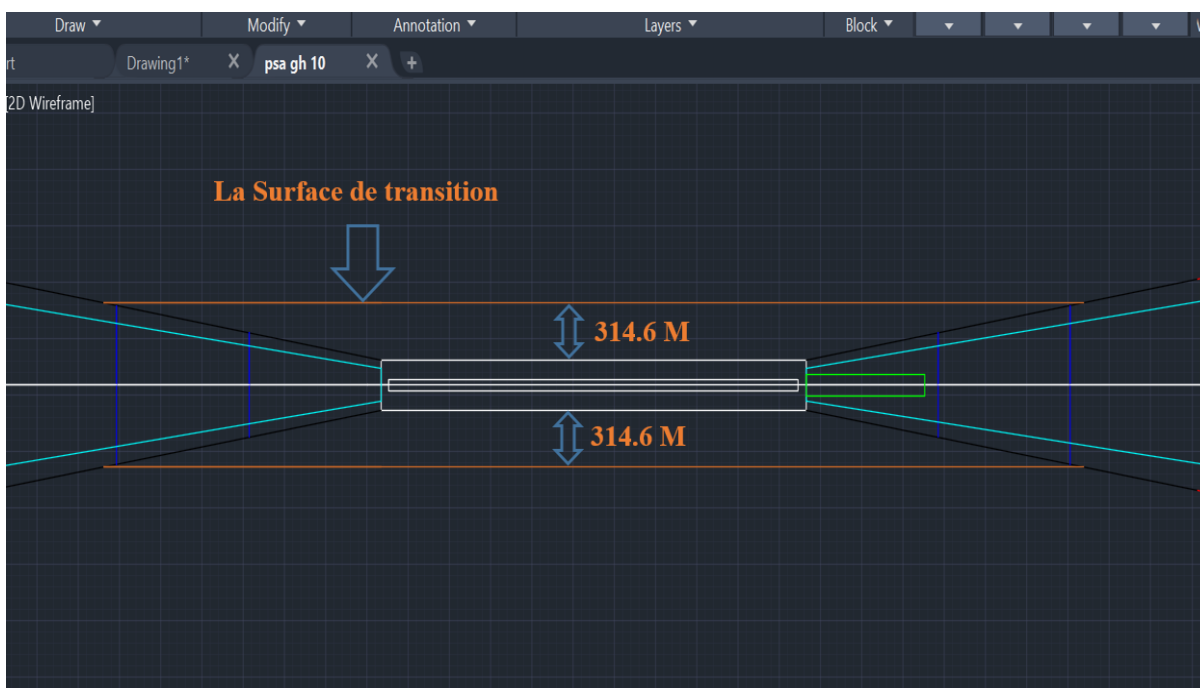 Draw Modify Annotation Layers Block
rt Drawing1* psa gh 10
[2D Wireframe]
La Surface de transition
314.6 M
314.6 M